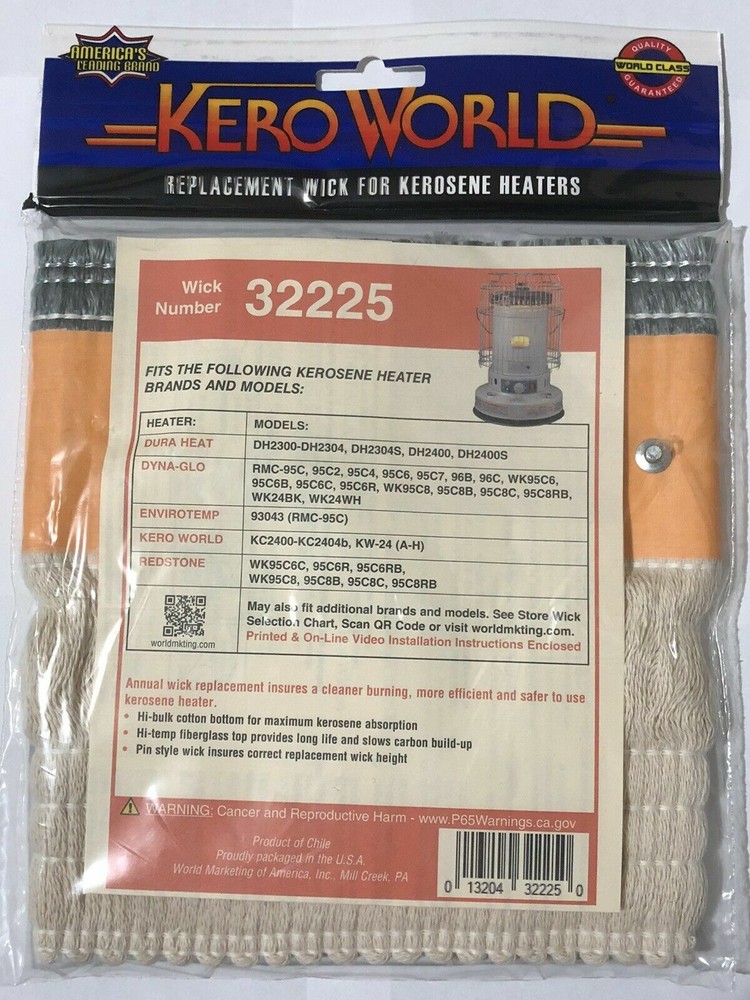 AMERICA'S
LEADING BRAND
QUALITY
WORLD CLASS
GUARANTEED
KERO WORLD
REPLACEMENT WICK FOR KEROSENE HEATERS
Wick
Number
32225
FITS THE FOLLOWING KEROSENE HEATER
BRANDS AND MODELS:
HEATER: MODELS:
DURA HEAT DH2300-DH2304, DH2304S, DH2400, DH2400S
DYNA-GLO RMC-95C, 95C2, 95C4, 95C6, 95C7, 96B, 96C, WK95C6,
95C6B, 95C6C, 95C6R, WK95C8, 95C8B, 95C8C, 95C8RB,
WK24BK, WK24WH
ENVIROTEMP 93043 (RMC-95C)
KERO WORLD KC2400-KC2404b, KW-24 (A-H)
REDSTONE WK95C6C, 95C6R, 95C6RB,
WK95C8, 95C8B, 95C8C, 95C8RB
worldmkting.com
May also fit additional brands and models. See Store Wick
Selection Chart, Scan QR Code or visit worldmkting.com.
Printed & On-Line Video Installation Instructions Enclosed
Annual wick replacement insures a cleaner burning, more efficient and safer to use
kerosene heater.
• Hi-bulk cotton bottom for maximum kerosene absorption
• Hi-temp fiberglass top provides long life and slows carbon build-up
• Pin style wick insures correct replacement wick height
WARNING: Cancer and Reproductive Harm - www.P65Warnings.ca.gov
Product of Chile
Proudly packaged in the U.S.A.
World Marketing of America, Inc., Mill Creek, PA
0 13204 32225 0